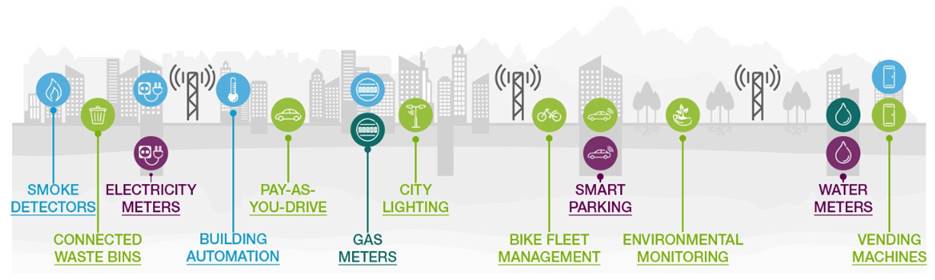 SMOKE
DETECTORS
CONNECTED
WASTE BINS
ELECTRICITY
METERS
BUILDING
AUTOMATION
PAY-AS-
YOU-DRIVE
GAS
METERS
CITY
LIGHTING
BIKE FLEET
MANAGEMENT
SMART
PARKING
ENVIRONMENTAL
MONITORING
WATER
METERS
VENDING
MACHINES